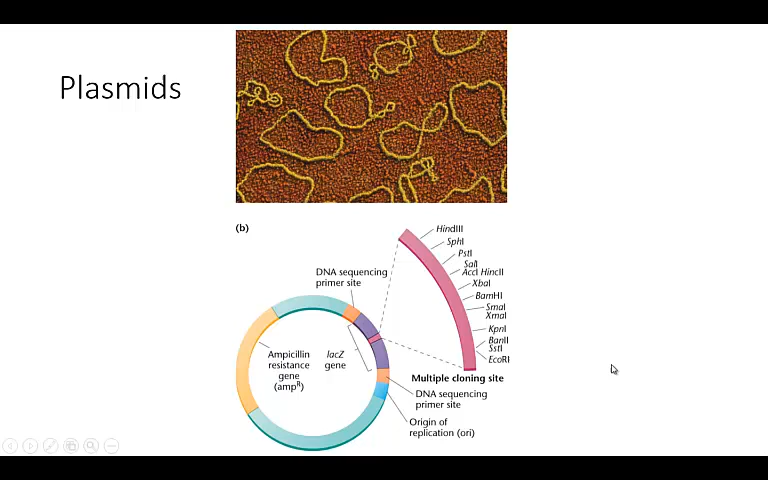 Plasmids
(b)
HindIII
SphI
PstI
SalI
AccI HincII
XbaI
BamHI
SmaI
XmaI
KpnI
BanII
SstI
EcoRI
Multiple cloning site
DNA sequencing
primer site
Ampicillin
resistance
gene
(ampR)
lacZ
gene
DNA sequencing
primer site
Origin of
replication (ori)